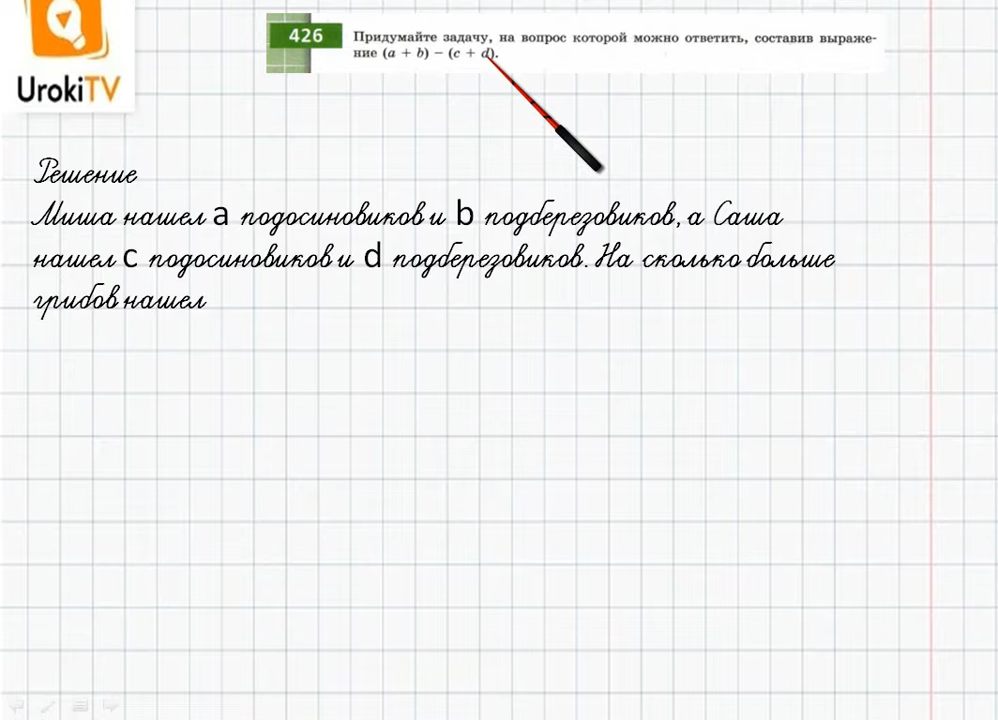 UrokiTV
426 Придумайте задачу, на вопрос которой можно ответить, составив выраже-
ние (a + b) − (c + d).
Решение
Миша нашел a подосиновиков и b подберезовиков, а Саша
нашел c подосиновиков и d подберезовиков. На сколько больше
грибов нашел